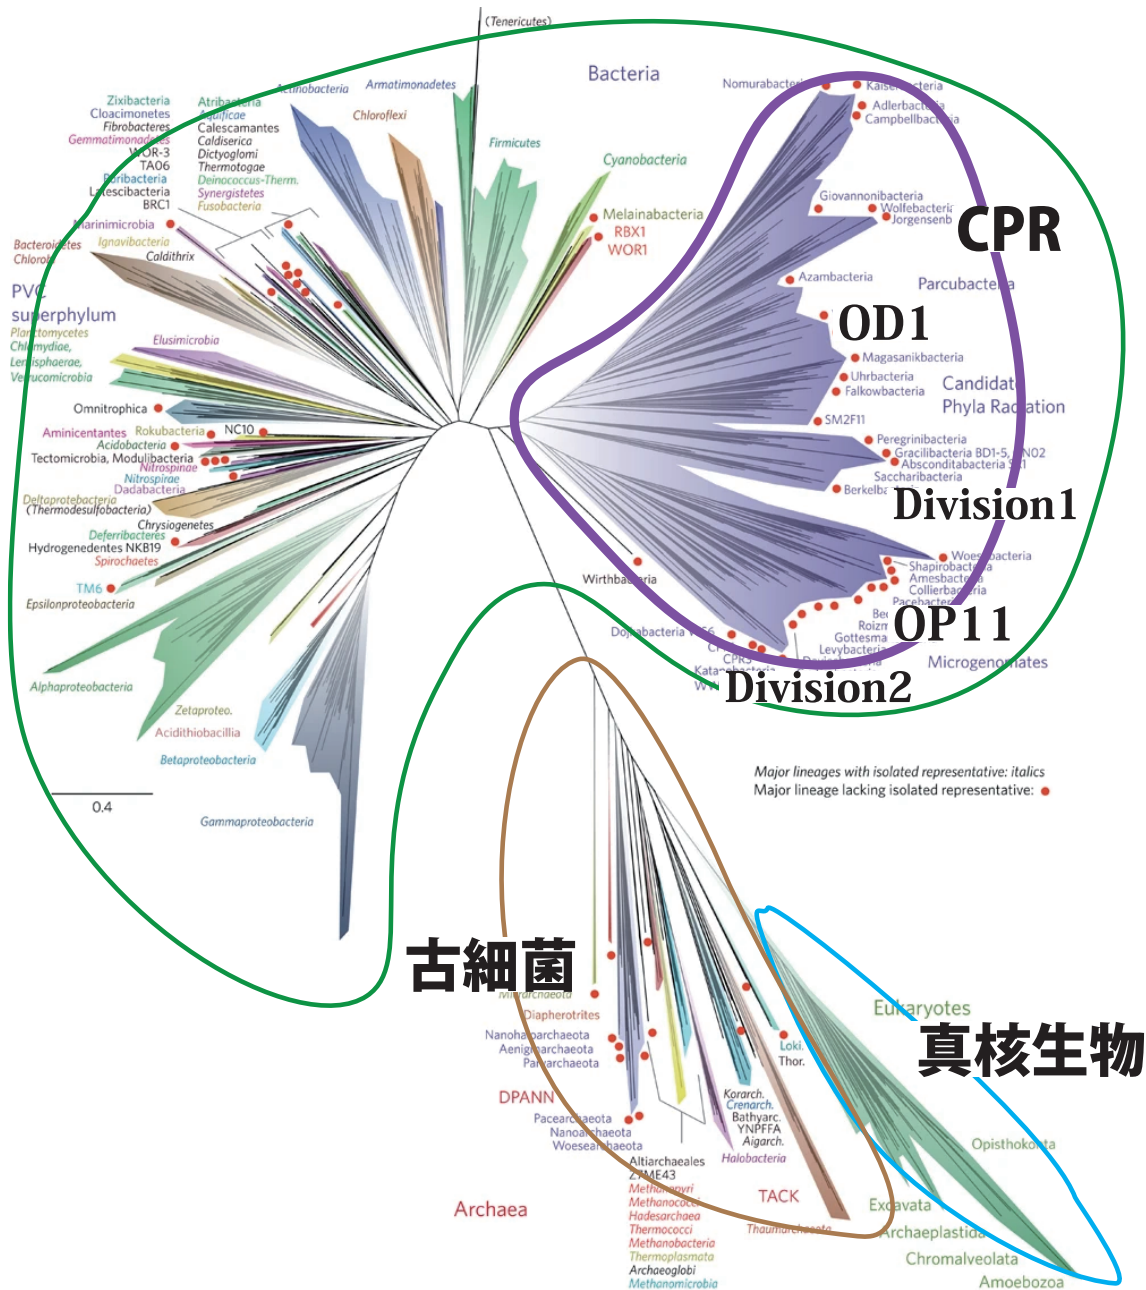 (Tenericutes)
Bacteria
Actinobacteria
Armatimonadetes
Chloroflexi
Firmicutes
Cyanobacteria
Melainabacteria
RBX1
WOR1
Zixibacteria
Cloacimonetes
Fibrobacteres
Gemmatimonadetes
WOR-3
TA06
Poribacteria
Latescibacteria
BRC1
Atribacteria
Aquificae
Calescamantes
Caldiserica
Dictyoglomi
Thermotogae
Deinococcus-Therm.
Synergistetes
Fusobacteria
Marinimicrobia
Bacteroidetes
Ignavibacteria
Caldithrix
PVC
superphylum
Planctomycetes
Chlamydiae,
Lentisphaerae,
Verrucomicrobia
Elusimicrobia
Omnitrophica
Aminicentantes
Rokubacteria
NC10
Acidobacteria
Tectomicrobia, Modulibacteria
Nitrospinae
Nitrospirae
Dadabacteria
Deltaprotebacteria
(Thermodesulfobacteria)
Chrysiogenetes
Deferribacteres
Hydrogenedentes NKB19
Spirochaetes
TM6
Epsilonproteobacteria
Alphaproteobacteria
Zetaproteo.
Acidithiobacillia
Betaproteobacteria
Gammaproteobacteria
0.4
Adlerbacteria
Campbellbacteria
Giovannonibacteria
CPR
Azambacteria
Parcubacteria
OD1
Magasanikbacteria
Uhrbacteria
Falkowbacteria
Candidate
Phyla Radiation
SM2F11
Peregrinibacteria
Gracilibacteria BD1-5,
Absconditabacteria
Saccharibacteria
Division1
Wirthbacteria
Woesebacteria
Shapirobacteria
Amesbacteria
Collierbacteria
Pacebacteria
OP11
Levybacteria
Microgenomates
Division2
Major lineages with isolated representative: italics
Major lineage lacking isolated representative:
古細菌
Diapherotrites
Nanohaloarchaeota
Aenigmarchaeota
Parvarchaeota
DPANN
Pacearchaeota
Nanoarchaeota
Woesearchaeota
Archaea
Altiarchaeales
Z7ME43
Methanopyri
Methanococci
Hadesarchaea
Thermococci
Methanobacteria
Thermoplasmata
Archaeoglobi
Methanomicrobia
Halobacteria
Korarch.
Crenarch.
Bathyarc.
YNPFFA
Aigarch.
TACK
Thaumarchaeota
Loki.
Thor.
Eukaryotes
真核生物
Opisthokonta
Excavata
Archaeplastida
Chromalveolata
Amoebozoa